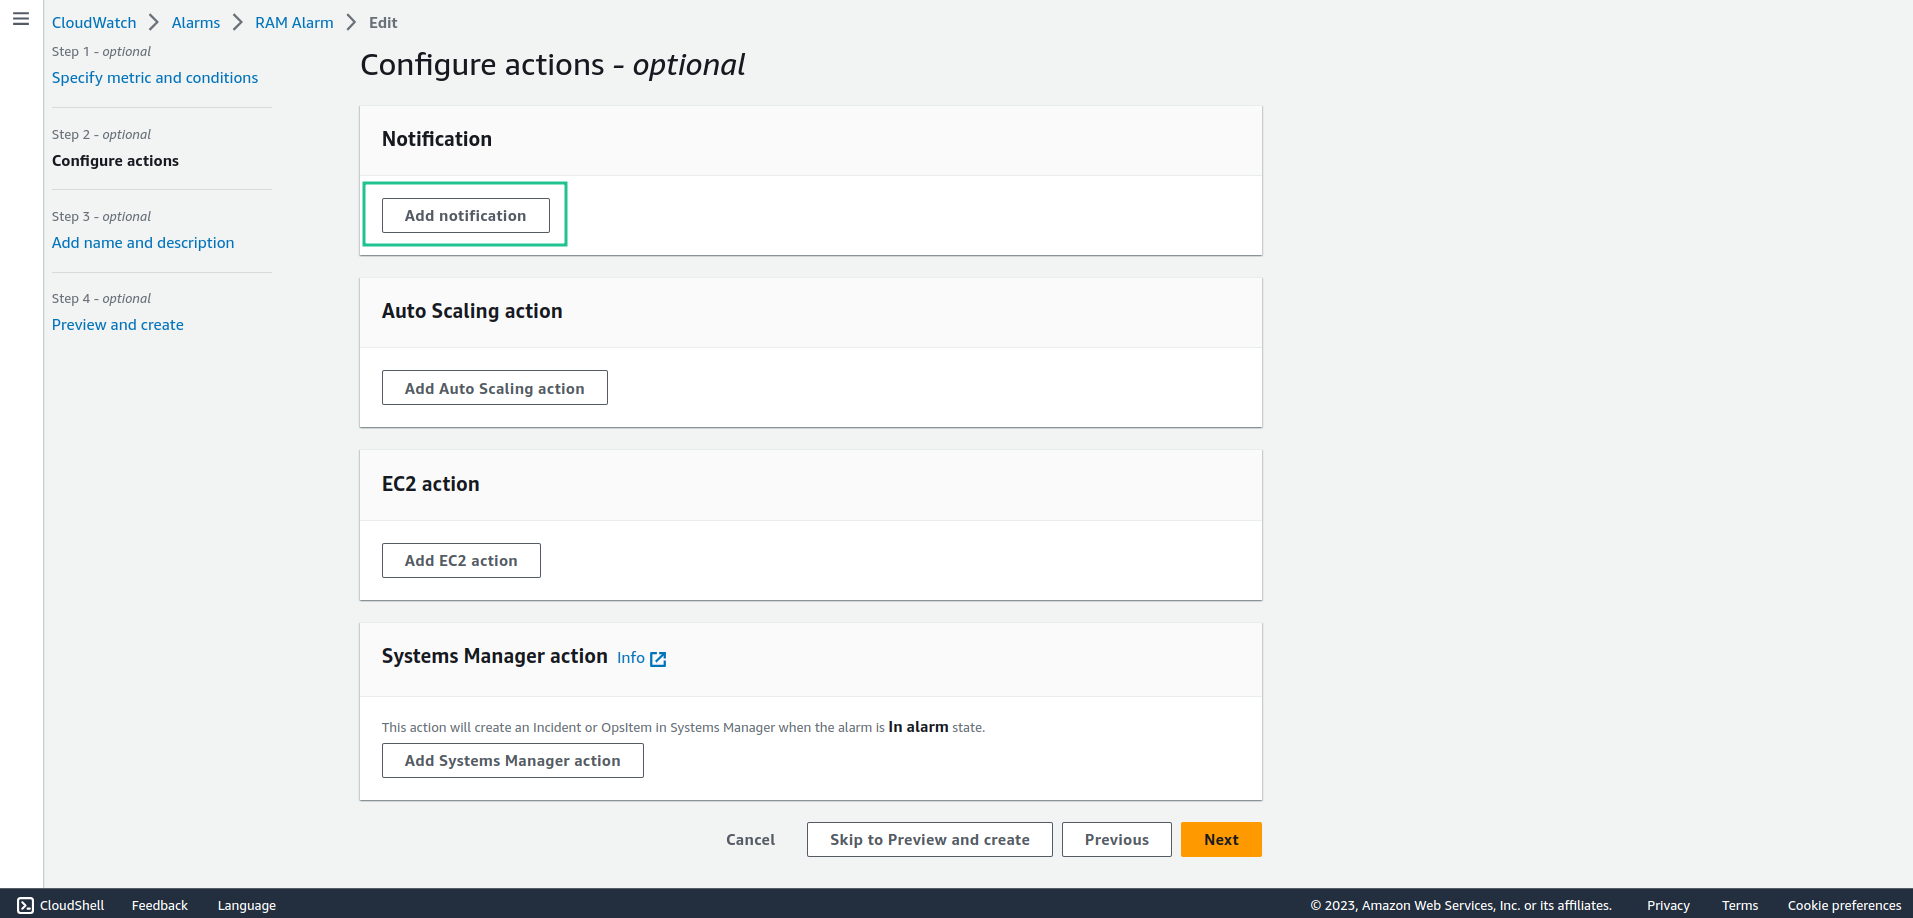 CloudWatch > Alarms > RAM Alarm > Edit
Step 1 - optional
Specify metric and conditions
Step 2 - optional
Configure actions
Step 3 - optional
Add name and description
Step 4 - optional
Preview and create
Configure actions - optional
Notification
Add notification
Auto Scaling action
Add Auto Scaling action
EC2 action
Add EC2 action
Systems Manager action Info
This action will create an Incident or OpsItem in Systems Manager when the alarm is In alarm state.
Add Systems Manager action
Cancel Skip to Preview and create Previous Next
CloudShell Feedback Language © 2023, Amazon Web Services, Inc. or its affiliates. Privacy Terms Cookie preferences